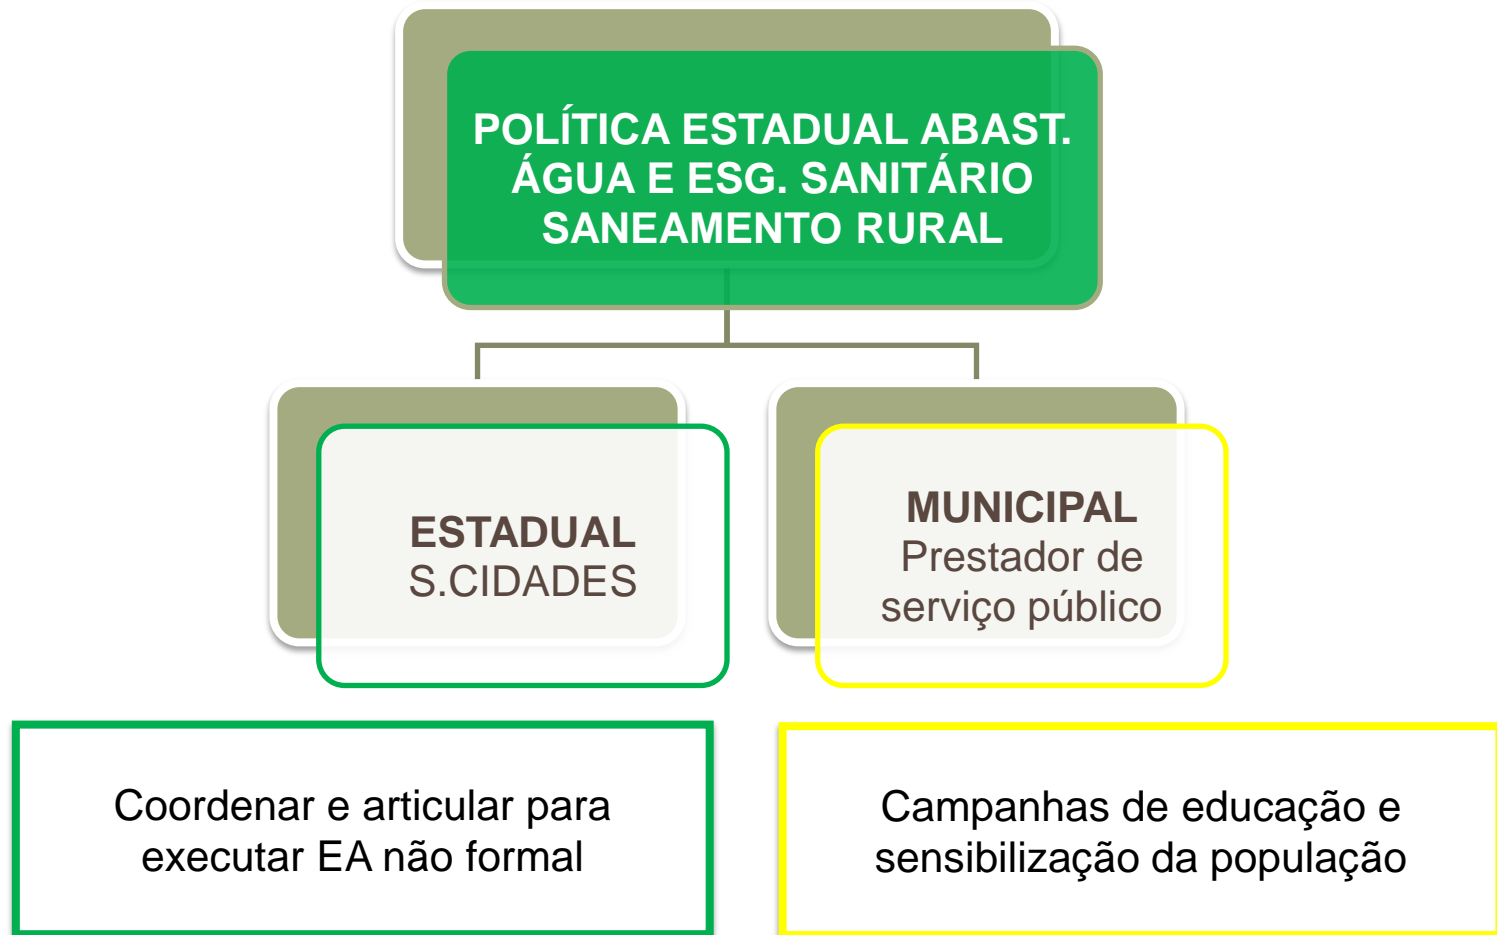 POLÍTICA ESTADUAL ABAST.
ÁGUA E ESG. SANITÁRIO
SANEAMENTO RURAL
ESTADUAL
S.CIDADES
MUNICIPAL
Prestador de
serviço público
Coordenar e articular para
executar EA não formal
Campanhas de educação e
sensibilização da população